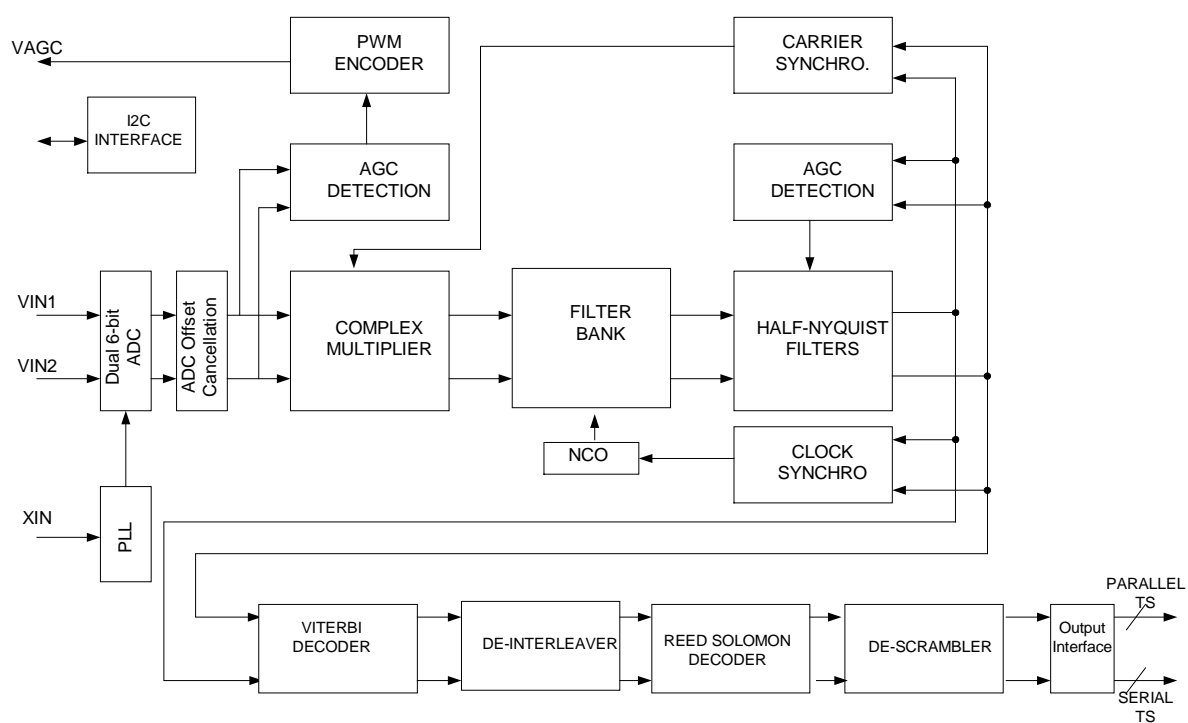 VAGC
PWM
ENCODER
CARRIER
SYNCHRO.
I2C
INTERFACE
AGC
DETECTION
AGC
DETECTION
VIN1
VIN2
Dual 6-bit
ADC
ADC Offset
Cancellation
COMPLEX
MULTIPLIER
FILTER
BANK
HALF-NYQUIST
FILTERS
NCO
CLOCK
SYNCHRO
XIN
PLL
VITERBI
DECODER
DE-INTERLEAVER
REED SOLOMON
DECODER
DE-SCRAMBLER
Output
Interface
PARALLEL
TS
SERIAL
TS